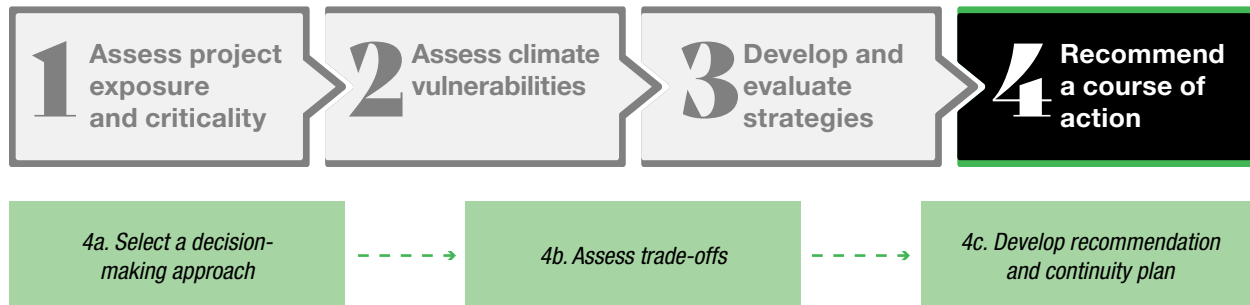 1
Assess project
exposure
and criticality
2
Assess climate
vulnerabilities
3
Develop and
evaluate
strategies
4
Recommend
a course of
action
4a. Select a decision-
making approach
4b. Assess trade-offs
4c. Develop recommendation
and continuity plan